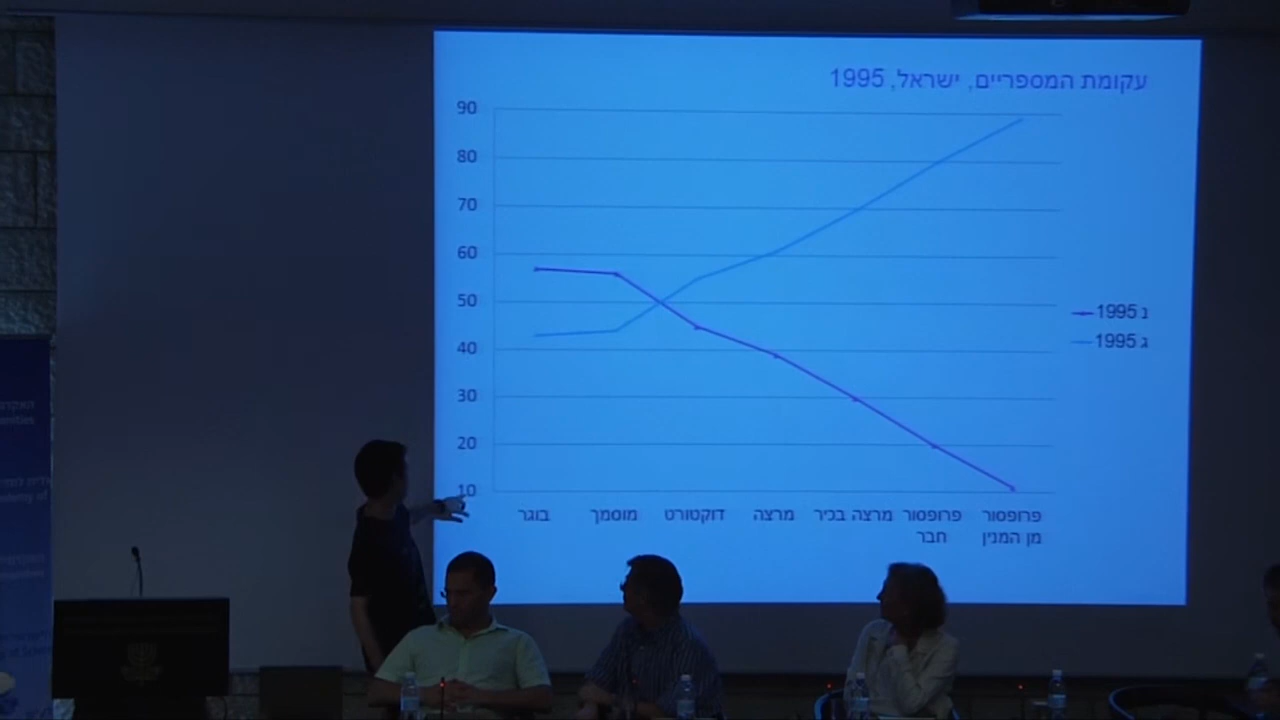 עקומת המספריים, ישראל, 1995
90
80
70
60
50
40
30
20
10
נ 1995
ג 1995
בוגר
מוסמך
דוקטורט
מרצה
מרצה בכיר
פרופסור
חבר
פרופסור
מן המנין